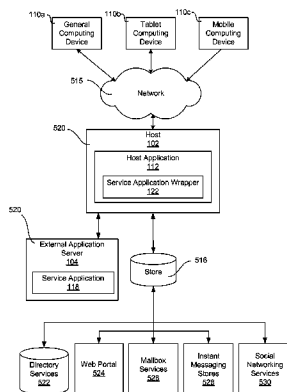 110a
110b
110c
General
Computing
Device
Tablet
Computing
Device
Mobile
Computing
Device
515
Network
520
Host
102
Host Application
112
Service Application Wrapper
122
520
External Application
Server
104
Service Application
118
Store
516
Directory
Services
522
Web Portal
524
Mailbox
Services
526
Instant
Messaging
Stores
528
Social
Networking
Services
530